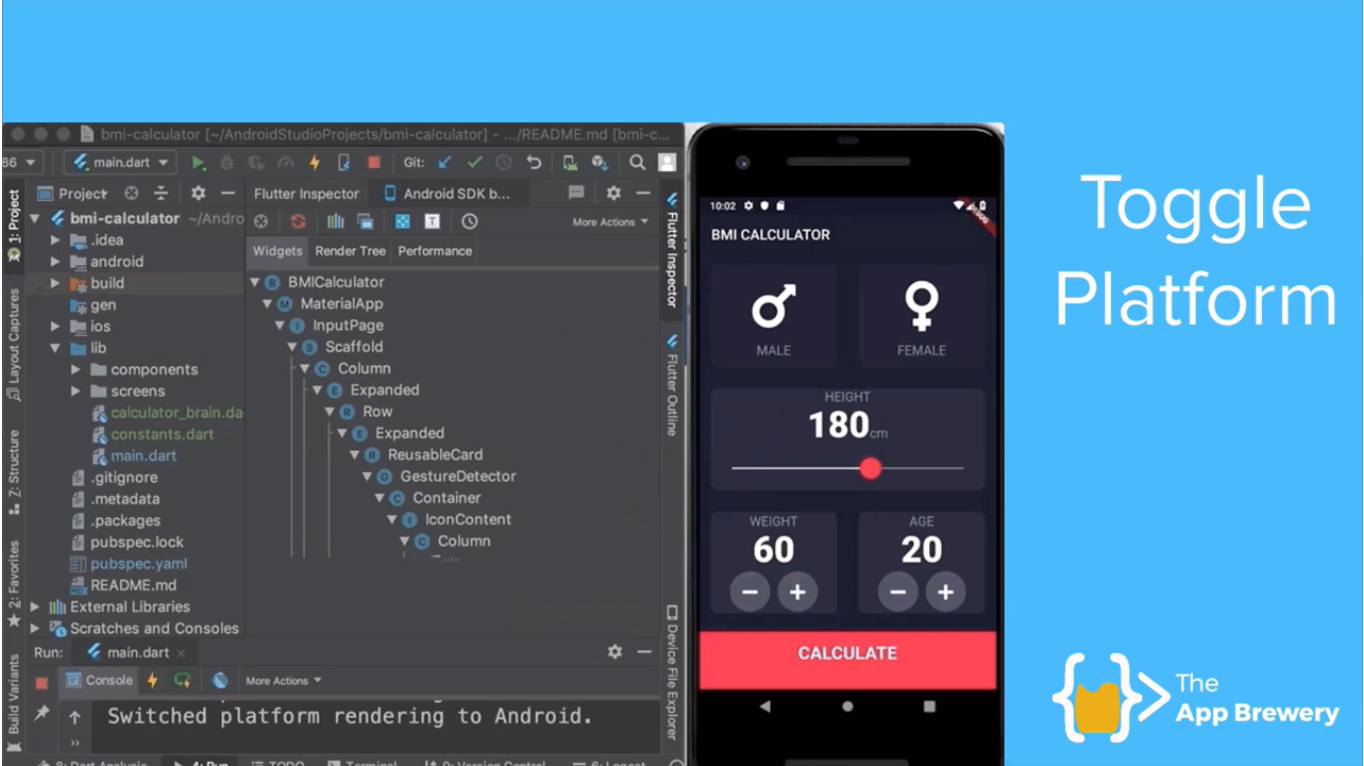 bmi-calculator [~/AndroidStudioProjects/bmi-calculator] - .../README.md [bmi-c...
86
main.dart
Git:
1: Project
Layout Captures
Z: Structure
2: Favorites
Build Variants
Project
bmi-calculator ~/Andro
.idea
android
build
gen
ios
lib
components
screens
calculator_brain.da
constants.dart
main.dart
.gitignore
.metadata
.packages
pubspec.lock
pubspec.yaml
README.md
External Libraries
Scratches and Consoles
Flutter Inspector
Android SDK b...
More Actions
Widgets
Render Tree
Performance
BMICalculator
MaterialApp
InputPage
Scaffold
Column
Expanded
Row
Expanded
ReusableCard
GestureDetector
Container
IconContent
Column
Flutter Inspector
Flutter Outline
Device File Explorer
Run:
main.dart
Console
More Actions
Switched platform rendering to Android.
Terminal
10:02
BMI CALCULATOR
MALE
FEMALE
HEIGHT
180cm
WEIGHT
60
AGE
20
CALCULATE
Toggle
Platform
The
App Brewery